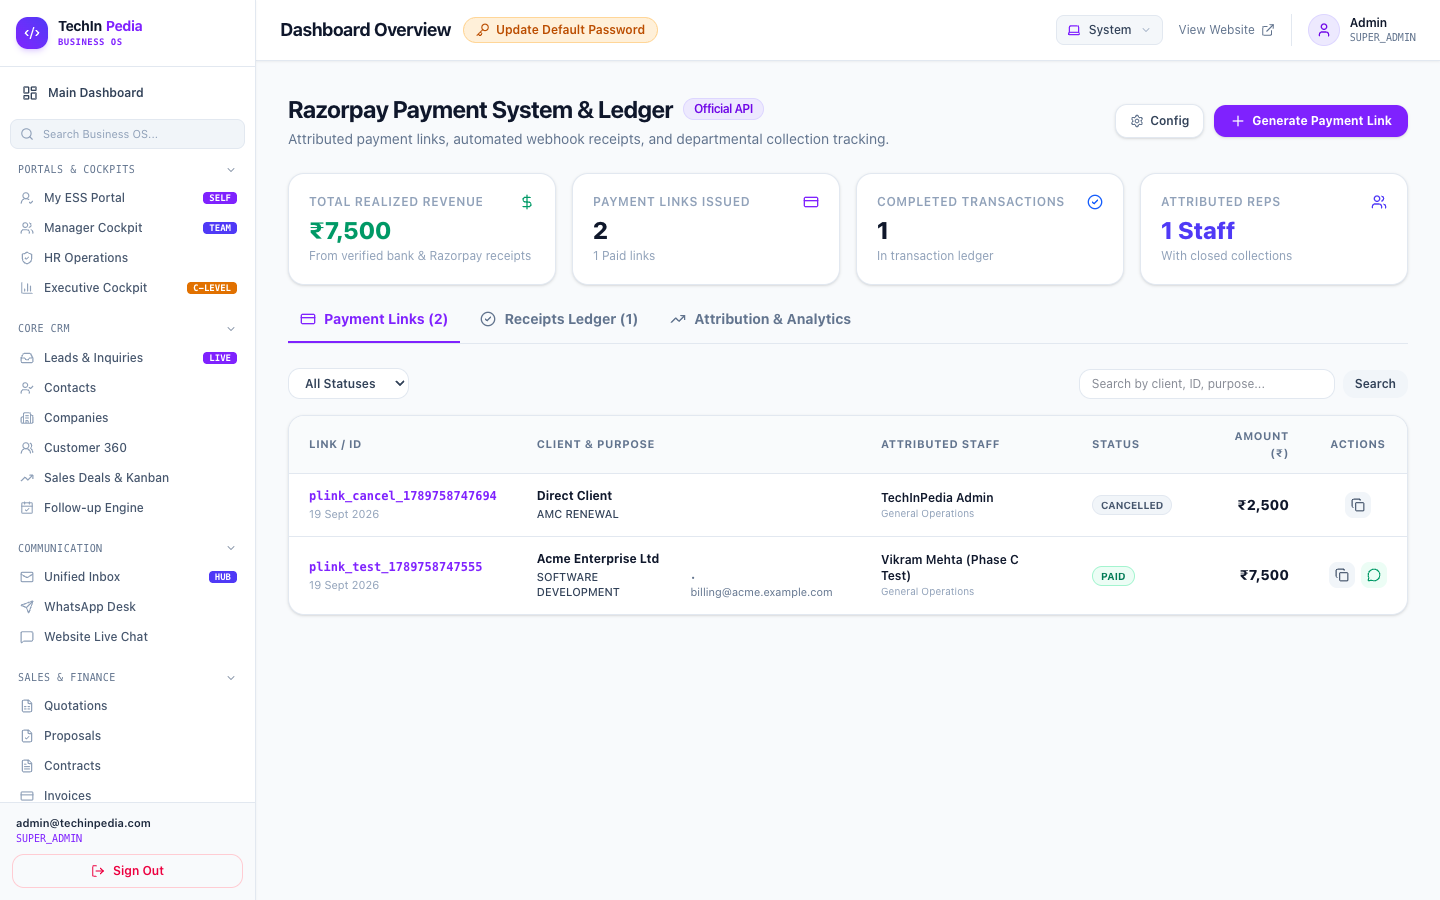 TechIn Pedia
BUSINESS OS
Main Dashboard
Search Business OS...
PORTALS & COCKPITS
My ESS Portal SELF
Manager Cockpit TEAM
HR Operations
Executive Cockpit C-LEVEL
CORE CRM
Leads & Inquiries LIVE
Contacts
Companies
Customer 360
Sales Deals & Kanban
Follow-up Engine
COMMUNICATION
Unified Inbox HUB
WhatsApp Desk
Website Live Chat
SALES & FINANCE
Quotations
Proposals
Contracts
Invoices
admin@techinpedia.com
SUPER_ADMIN
Sign Out
Dashboard Overview
Update Default Password
System
View Website
Admin
SUPER_ADMIN
Razorpay Payment System & Ledger Official API
Attributed payment links, automated webhook receipts, and departmental collection tracking.
Config
Generate Payment Link
TOTAL REALIZED REVENUE
₹7,500
From verified bank & Razorpay receipts
PAYMENT LINKS ISSUED
2
1 Paid links
COMPLETED TRANSACTIONS
1
In transaction ledger
ATTRIBUTED REPS
1 Staff
With closed collections
Payment Links (2)
Receipts Ledger (1)
Attribution & Analytics
All Statuses
Search by client, ID, purpose...
Search
LINK / ID CLIENT & PURPOSE ATTRIBUTED STAFF STATUS AMOUNT (₹) ACTIONS
plink_cancel_1789758747694
19 Sept 2026
Direct Client
AMC RENEWAL
TechInPedia Admin
General Operations
CANCELLED
₹2,500
plink_test_1789758747555
19 Sept 2026
Acme Enterprise Ltd
SOFTWARE DEVELOPMENT
· billing@acme.example.com
Vikram Mehta (Phase C Test)
General Operations
PAID
₹7,500